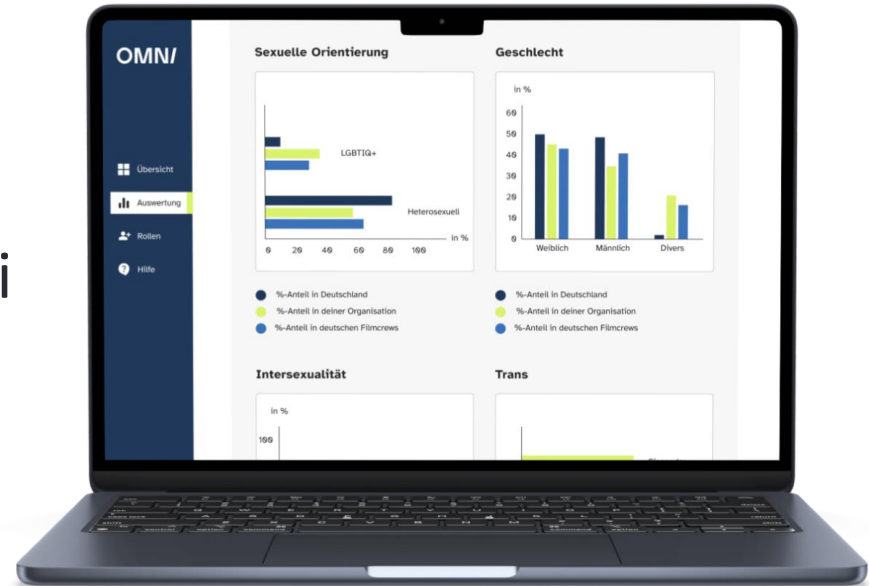 i
OMNI
Übersicht
Auswertung
Rollen
Hilfe
Sexuelle Orientierung
LGBTIQ+
Heterosexuell
in %
0 20 40 60 80 100
%-Anteil in Deutschland
%-Anteil in deiner Organisation
%-Anteil in deutschen Filmcrews
Geschlecht
in %
60
50
40
30
20
10
0
Weiblich Männlich Divers
%-Anteil in Deutschland
%-Anteil in deiner Organisation
%-Anteil in deutschen Filmcrews
Intersexualität
in %
100
Trans